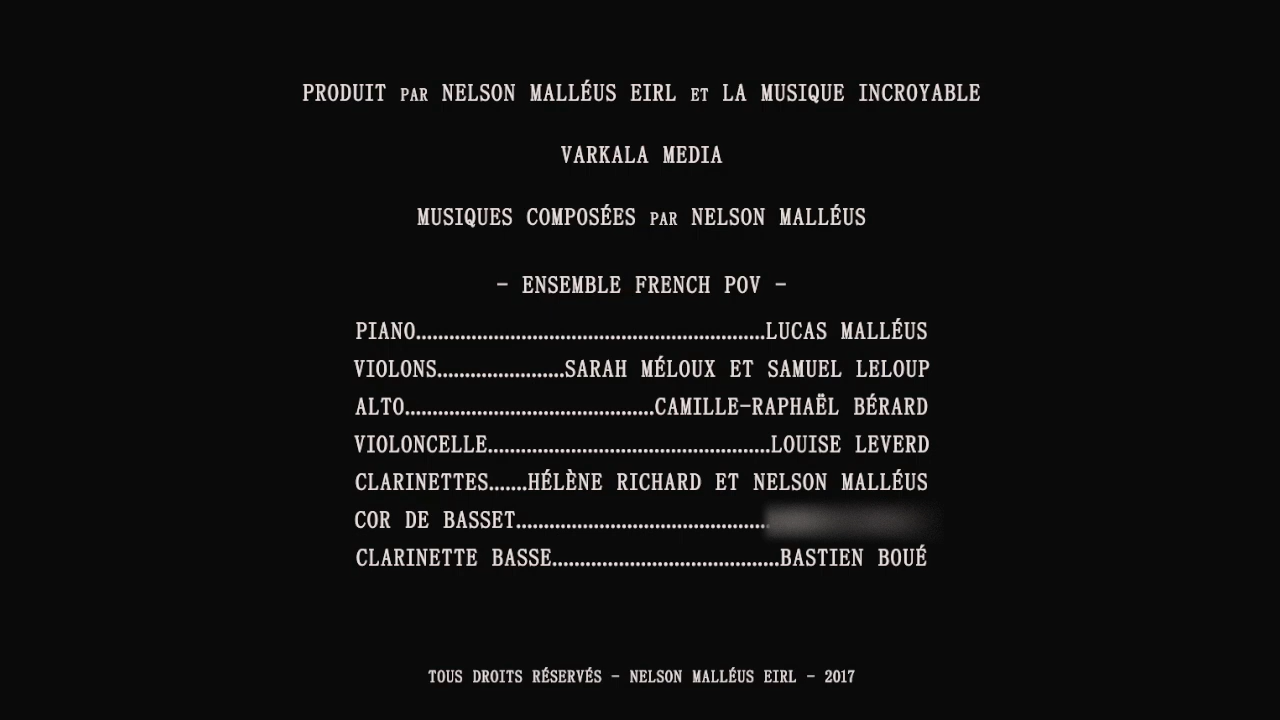 PRODUIT PAR NELSON MALLÉUS EIRL ET LA MUSIQUE INCROYABLE
VARKALA MEDIA
MUSIQUES COMPOSÉES PAR NELSON MALLÉUS
- ENSEMBLE FRENCH POV -
PIANO..............................................................LUCAS MALLÉUS
VIOLONS.......................SARAH MÉLOUX ET SAMUEL LELOUP
ALTO.............................................CAMILLE-RAPHAËL BÉRARD
VIOLONCELLE...................................................LOUISE LEVERD
CLARINETTES.......HÉLÈNE RICHARD ET NELSON MALLÉUS
COR DE BASSET..............................................
CLARINETTE BASSE.........................................BASTIEN BOUÉ
TOUS DROITS RÉSERVÉS - NELSON MALLÉUS EIRL - 2017